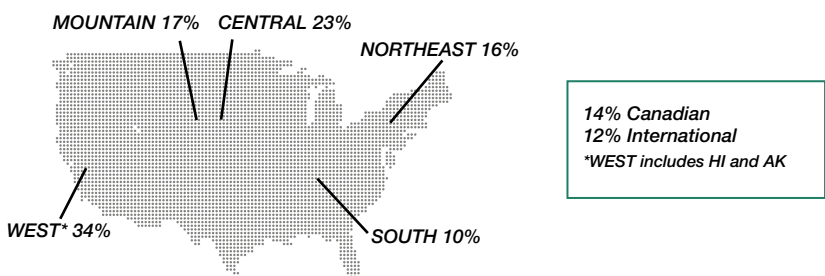 MOUNTAIN 17%
CENTRAL 23%
NORTHEAST 16%
14% Canadian
12% International
*WEST includes HI and AK
WEST* 34%
SOUTH 10%